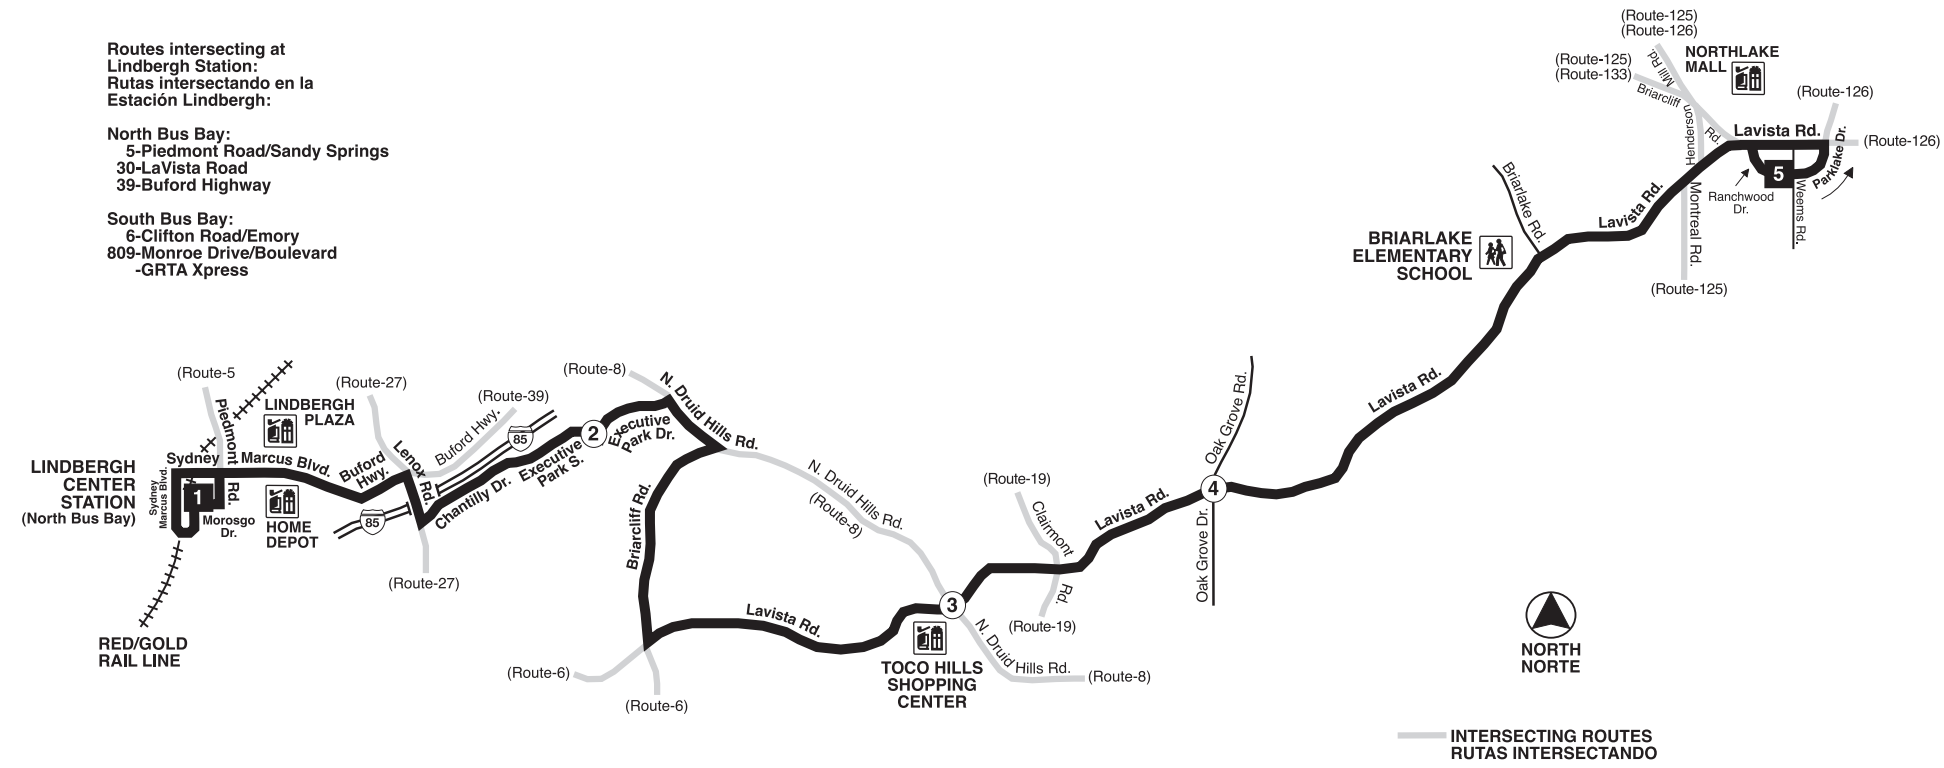 Routes intersecting at
Lindbergh Station:
Rutas intersectando en la
Estación Lindbergh:
North Bus Bay:
5-Piedmont Road/Sandy Springs
30-LaVista Road
39-Buford Highway
South Bus Bay:
6-Clifton Road/Emory
809-Monroe Drive/Boulevard
-GRTA Xpress
(Route-125)
(Route-126)
(Route-125)
(Route-133)
Mill Rd.
Briarcliff
Rd.
Henderson
NORTHLAKE
MALL
(Route-126)
Lavista Rd.
(Route-126)
Parklake Dr.
5
Ranchwood
Dr.
Weems Rd.
Montreal Rd.
(Route-125)
Lavista Rd.
Briarlake Rd.
BRIARLAKE
ELEMENTARY
SCHOOL
Lavista Rd.
(Route-5
Piedmont
Rd.
LINDBERGH
PLAZA
(Route-27)
(Route-39)
Buford Hwy.
85
(Route-8)
N. Druid Hills Rd.
2
Executive
Park Dr.
Executive
Park S.
Chantilly Dr.
Lenox Rd.
Buford
Hwy.
Sydney
Marcus Blvd.
Sydney
Marcus Blvd.
LINDBERGH
CENTER
STATION
(North Bus Bay)
1
Morosgo
Dr.
HOME
DEPOT
85
(Route-27)
RED/GOLD
RAIL LINE
Briarcliff Rd.
N. Druid Hills Rd.
(Route-8)
(Route-6)
(Route-6)
Lavista Rd.
3
TOCO HILLS
SHOPPING
CENTER
N. Druid Hills Rd.
(Route-8)
(Route-19)
Clairmont
Rd.
(Route-19)
Lavista Rd.
4
Oak Grove Rd.
Oak Grove Dr.
NORTH
NORTE
INTERSECTING ROUTES
RUTAS INTERSECTANDO